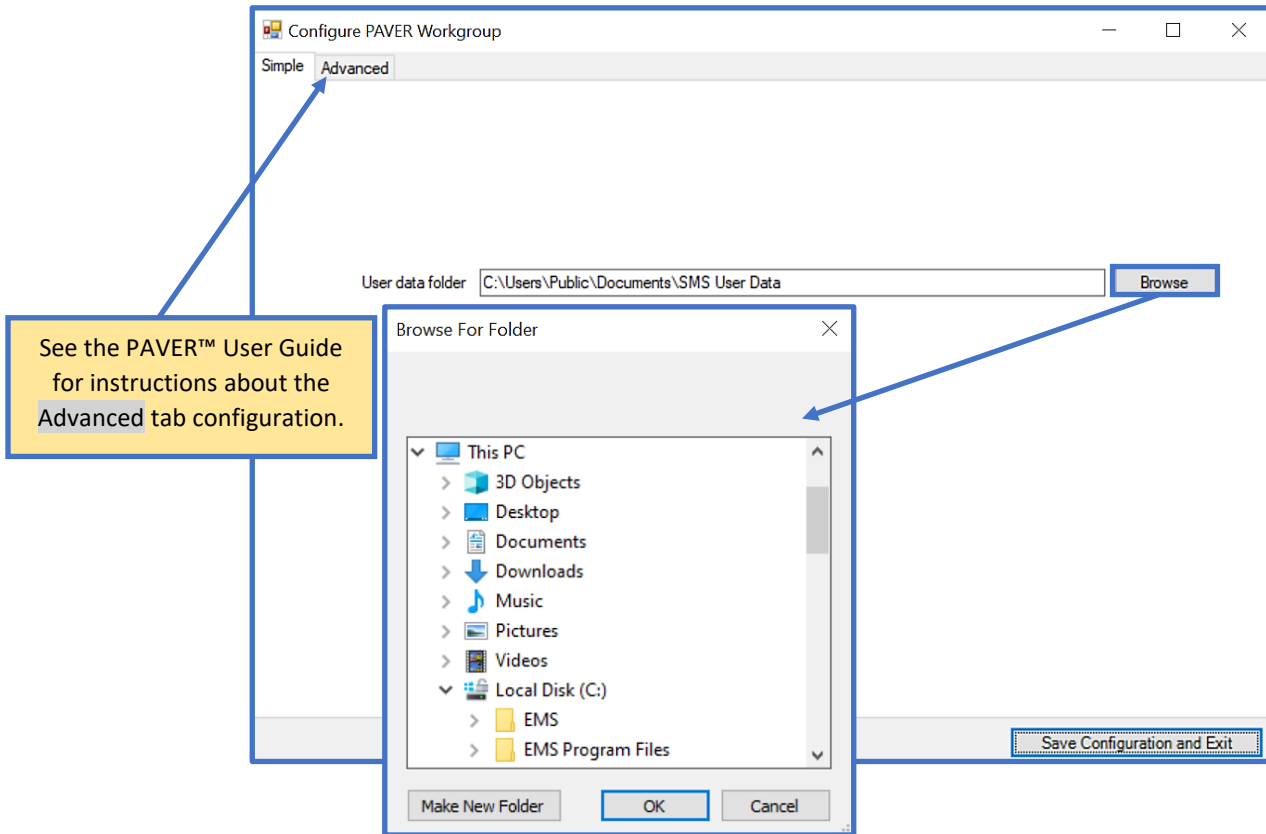 Configure PAVER Workgroup
Simple Advanced
User data folder C:\Users\Public\Documents\SMS User Data Browse
See the PAVER™ User Guide
for instructions about the
Advanced tab configuration.
Browse For Folder
This PC
3D Objects
Desktop
Documents
Downloads
Music
Pictures
Videos
Local Disk (C:)
EMS
EMS Program Files
Make New Folder OK Cancel
Save Configuration and Exit